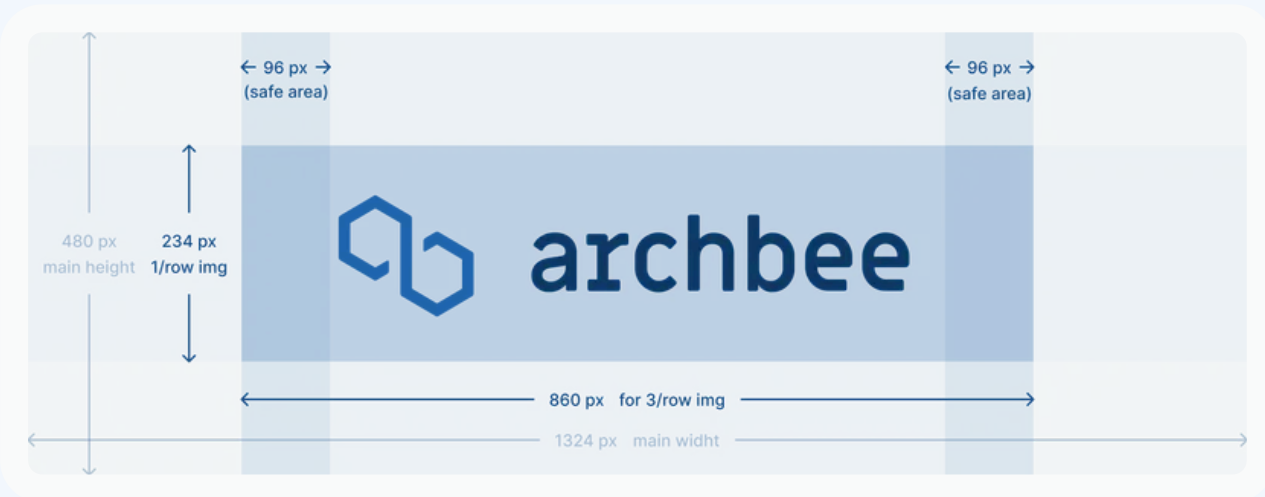 96 px
(safe area)
96 px
(safe area)
480 px
main height
234 px
1/row img
archbee
860 px for 3/row img
1324 px main widht